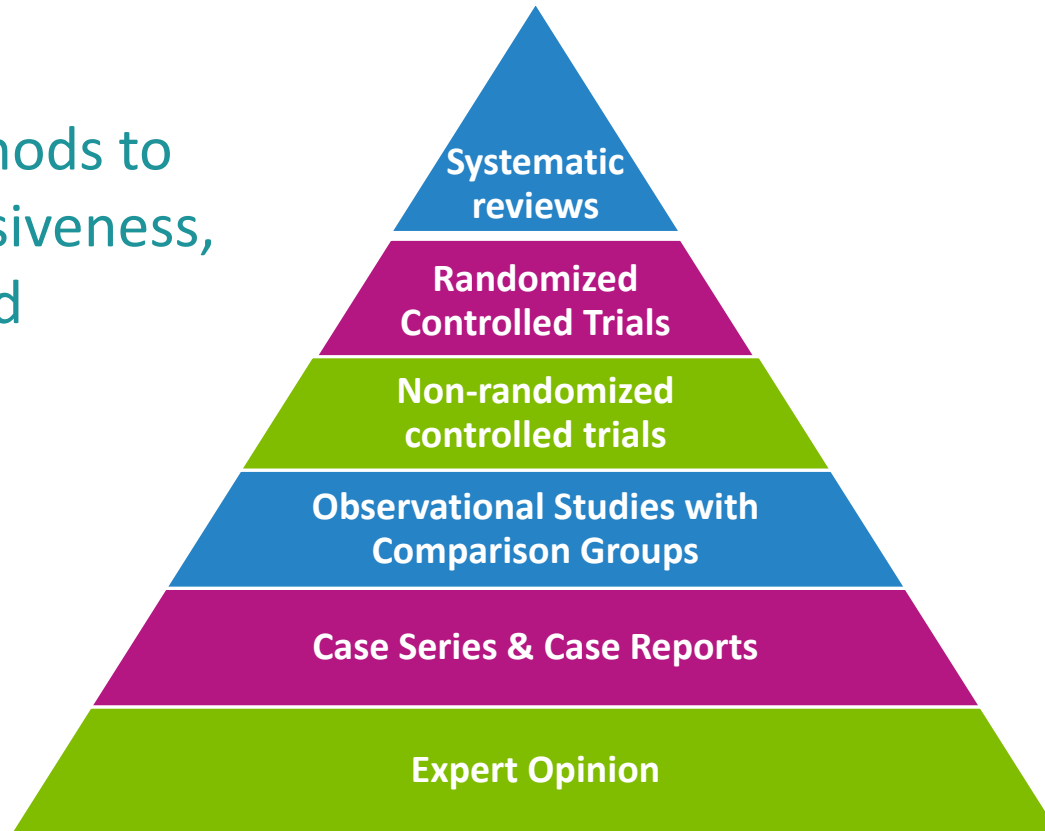 hods to
siveness,
d
Systematic
reviews
Randomized
Controlled Trials
Non-randomized
controlled trials
Observational Studies with
Comparison Groups
Case Series & Case Reports
Expert Opinion